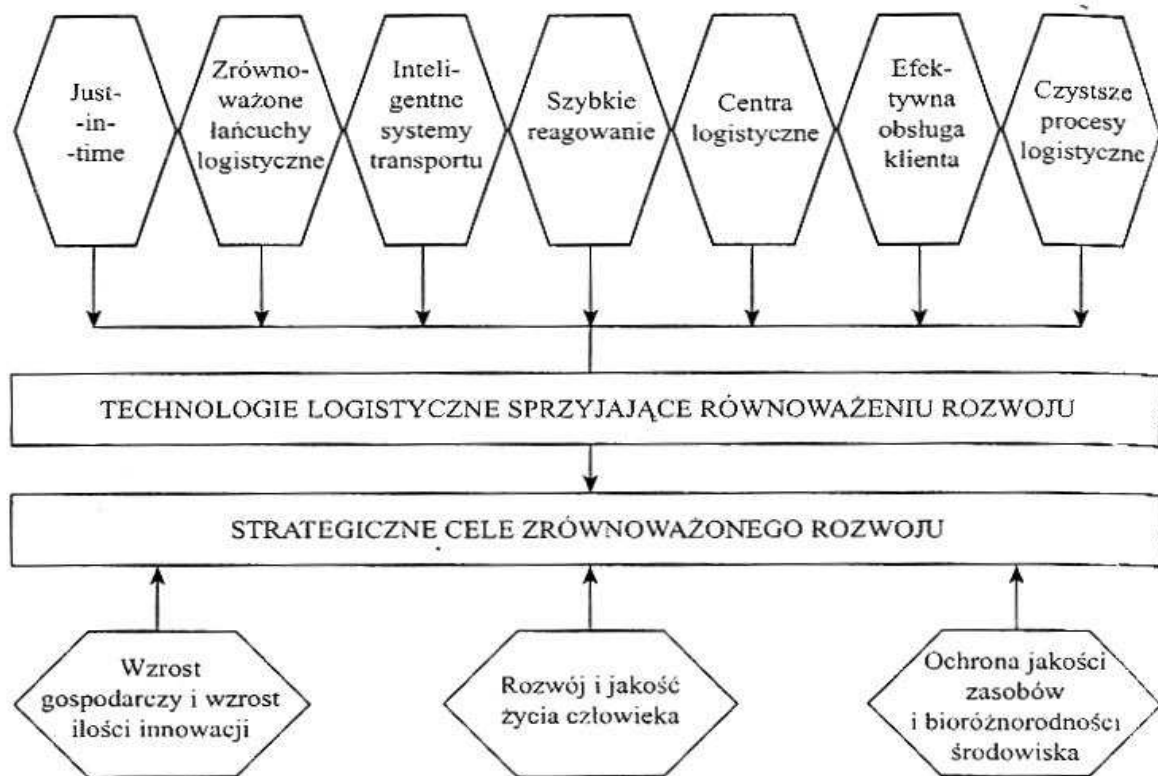 Just-
-in-
-time
Zrówno-
ważone
łańcuchy
logistyczne
Inteli-
gentne
systemy
transportu
Szybkie
reagowanie
Centra
logistyczne
Efek-
tywna
obsługa
klienta
Czystsze
procesy
logistyczne
TECHNOLOGIE LOGISTYCZNE SPRZYJAJĄCE RÓWNOWAŻENIU ROZWOJU
STRATEGICZNE CELE ZRÓWNOWAŻONEGO ROZWOJU
Wzrost
gospodarczy i wzrost
ilości innowacji
Rozwój i jakość
życia człowieka
Ochrona jakości
zasobów
i bioróżnorodności
środowiska